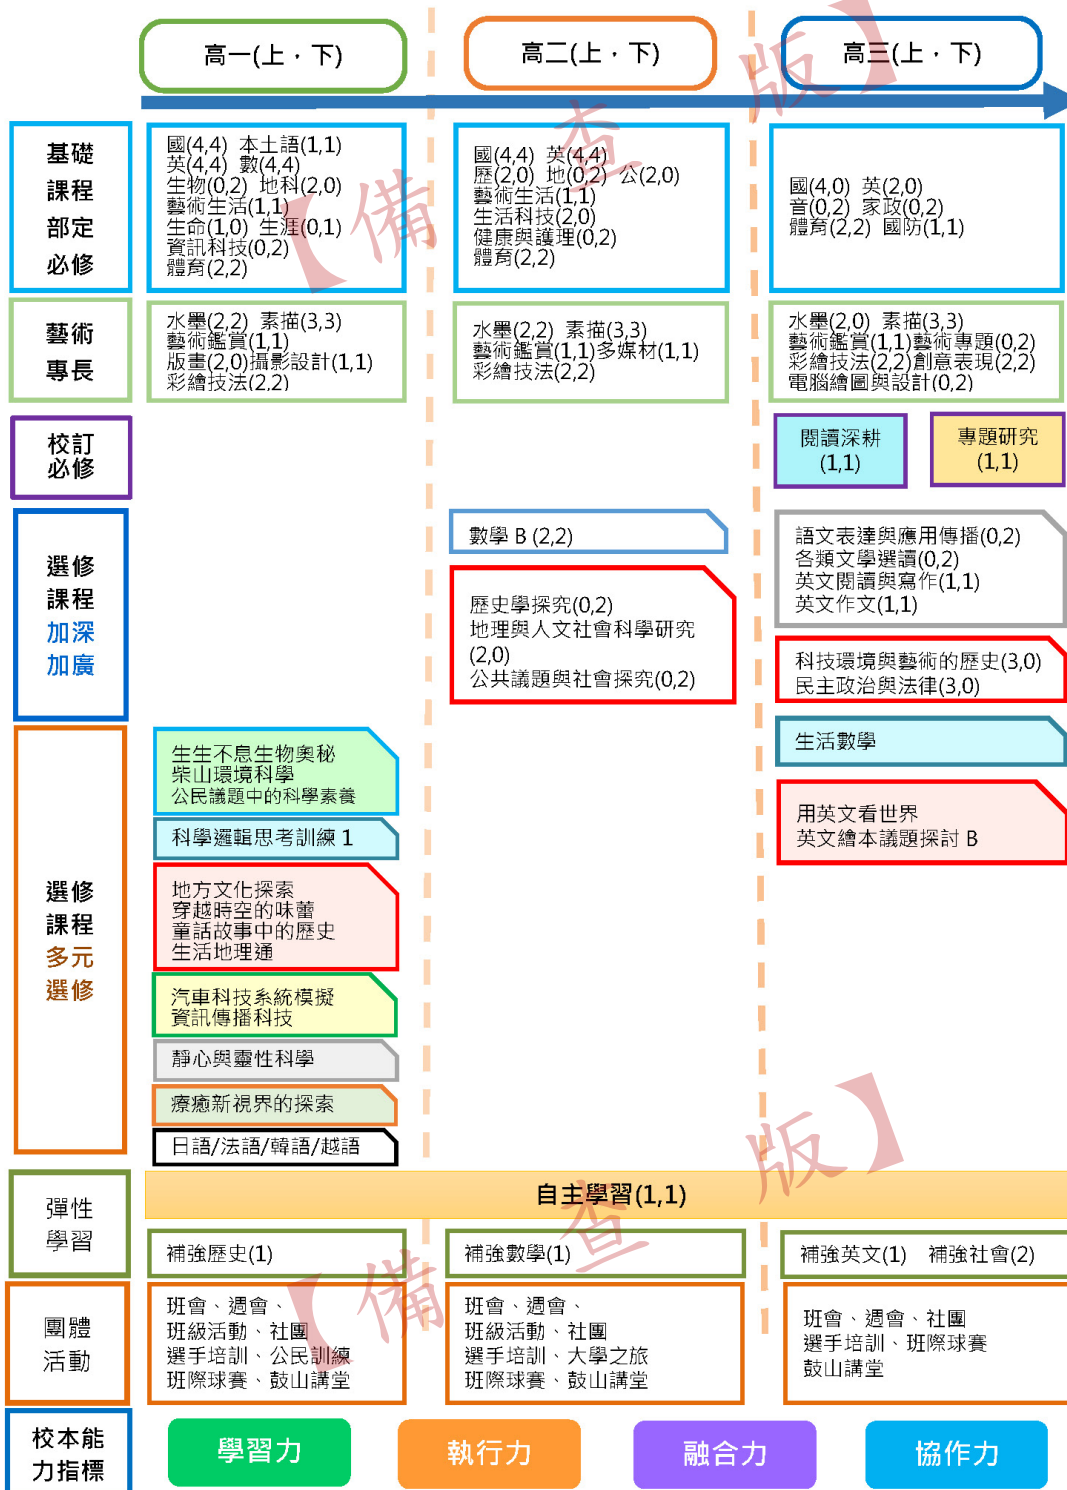 高一(上，下)
高二(上，下)
高三(上，下)
基礎
課程
部定
必修
國(4,4) 本土語(1,1)
英(4,4) 數(4,4)
生物(0,2) 地科(2,0)
藝術生活(1,1)
生命(1,0) 生涯(0,1)
資訊科技(0,2)
體育(2,2)
國(4,4) 英(4,4)
歷(2,0) 地(0,2) 公(2,0)
藝術生活(1,1)
生活科技(2,0)
健康與護理(0,2)
體育(2,2)
國(4,0) 英(2,0)
音(0,2) 家政(0,2)
體育(2,2) 國防(1,1)
藝術
專長
水墨(2,2) 素描(3,3)
藝術鑑賞(1,1)
版畫(2,0)攝影設計(1,1)
彩繪技法(2,2)
水墨(2,2) 素描(3,3)
藝術鑑賞(1,1)多媒材(1,1)
彩繪技法(2,2)
水墨(2,0) 素描(3,3)
藝術鑑賞(1,1)藝術專題(0,2)
彩繪技法(2,2)創意表現(2,2)
電腦繪圖與設計(0,2)
校訂
必修
閱讀深耕
(1,1)
專題研究
(1,1)
選修
課程
加深
加廣
數學 B (2,2)
歷史學探究(0,2)
地理與人文社會科學研究
(2,0)
公共議題與社會探究(0,2)
語文表達與應用傳播(0,2)
各類文學選讀(0,2)
英文閱讀與寫作(1,1)
英文作文(1,1)
科技環境與藝術的歷史(3,0)
民主政治與法律(3,0)
選修
課程
多元
選修
生生不息生物奧秘
柴山環境科學
公民議題中的科學素養
科學邏輯思考訓練 1
地方文化探索
穿越時空的味蕾
童話故事中的歷史
生活地理通
汽車科技系統模擬
資訊傳播科技
靜心與靈性科學
療癒新視界的探索
日語/法語/韓語/越語
生活數學
用英文看世界
英文繪本議題探討 B
彈性
學習
自主學習(1,1)
補強歷史(1)
補強數學(1)
補強英文(1) 補強社會(2)
團體
活動
班會、週會、
班級活動、社團
選手培訓、公民訓練
班際球賽、鼓山講堂
班會、週會、
班級活動、社團
選手培訓、大學之旅
班際球賽、鼓山講堂
班會、週會、社團
選手培訓、班際球賽
鼓山講堂
校本能
力指標
學習力
執行力
融合力
協作力
【備查版】
【備查版】